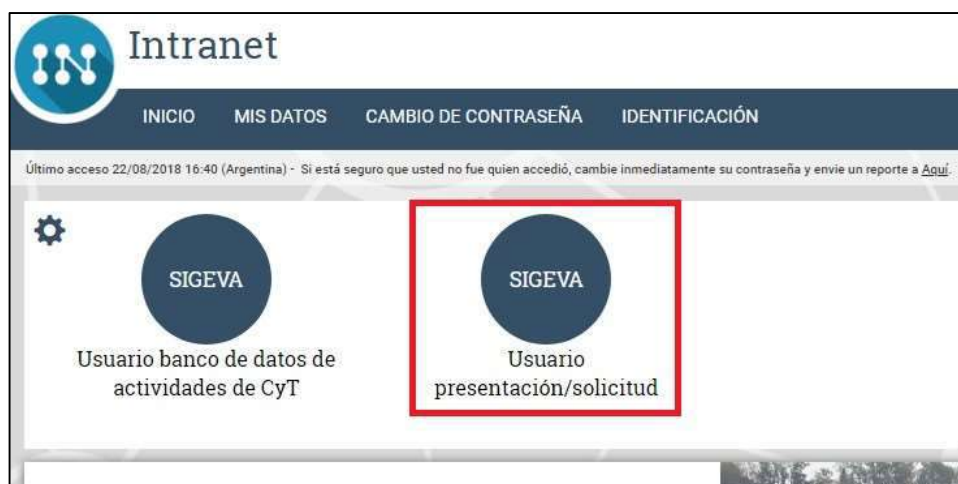 IN
Intranet
INICIO MIS DATOS CAMBIO DE CONTRASEÑA IDENTIFICACIÓN
Último acceso 22/08/2018 16:40 (Argentina) - Si está seguro que usted no fue quien accedió, cambie inmediatamente su contraseña y envie un reporte a Aquí.
SIGEVA
Usuario banco de datos de
actividades de CyT
SIGEVA
Usuario
presentación/solicitud